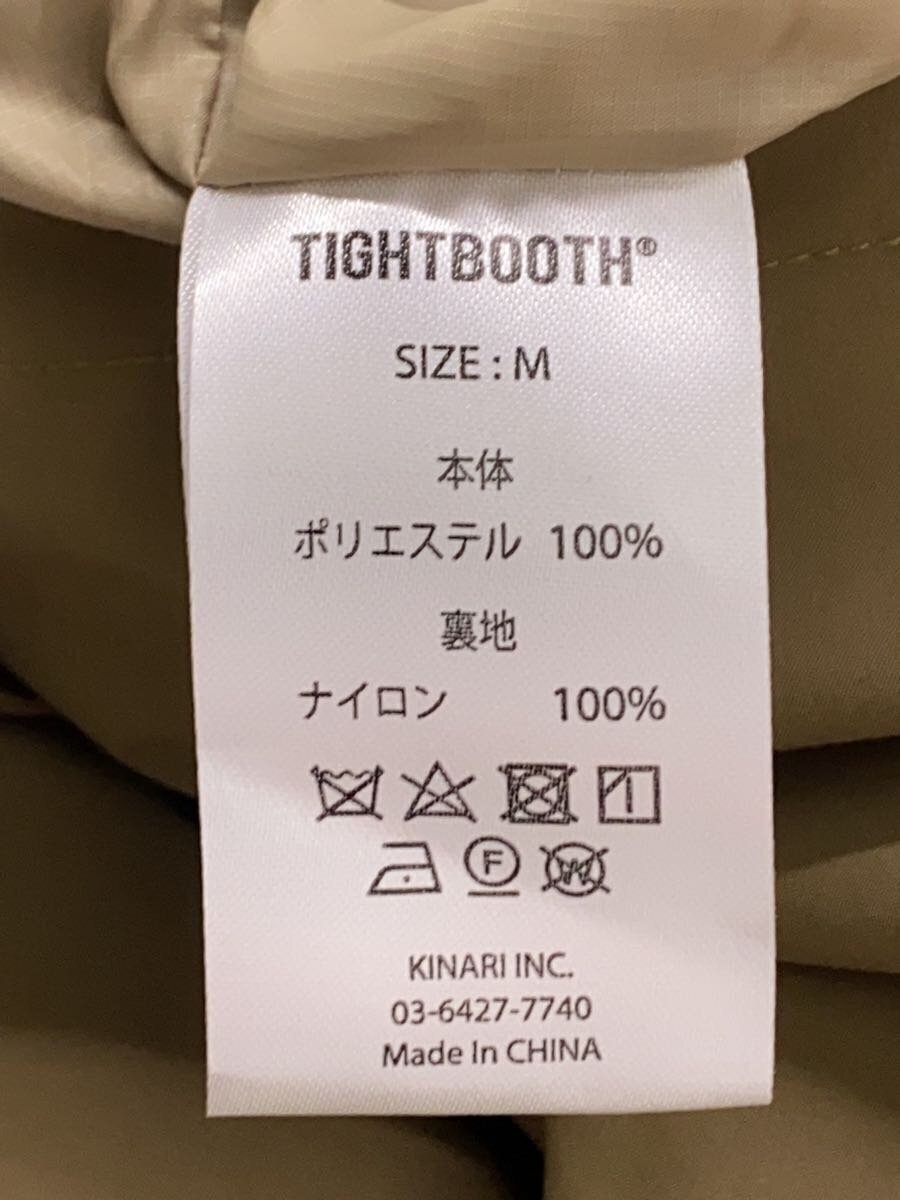 TIGHTBOOTH®
SIZE : M
本体
ポリエステル 100%
裏地
ナイロン 100%
F
W
KINARI INC.
03-6427-7740
Made In CHINA